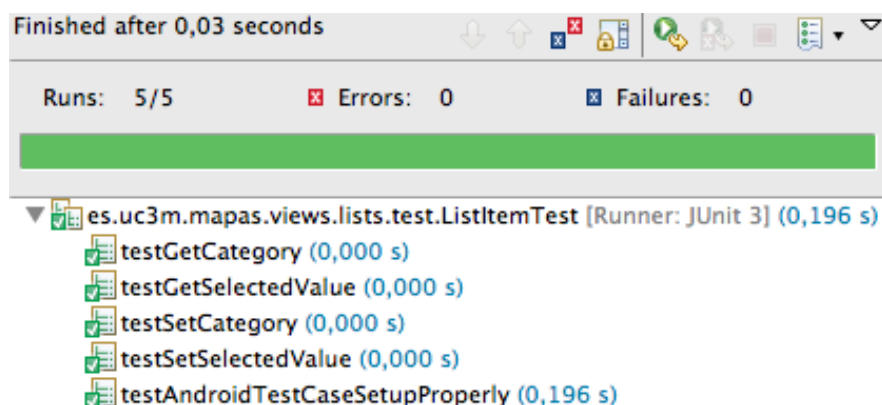 Finished after 0,03 seconds
Runs: 5/5 Errors: 0 Failures: 0
es.uc3m.mapas.views.lists.test.ListItemTest [Runner: JUnit 3] (0,196 s)
testGetCategory (0,000 s)
testGetSelectedValue (0,000 s)
testSetCategory (0,000 s)
testSetSelectedValue (0,000 s)
testAndroidTestCaseSetupProperly (0,196 s)